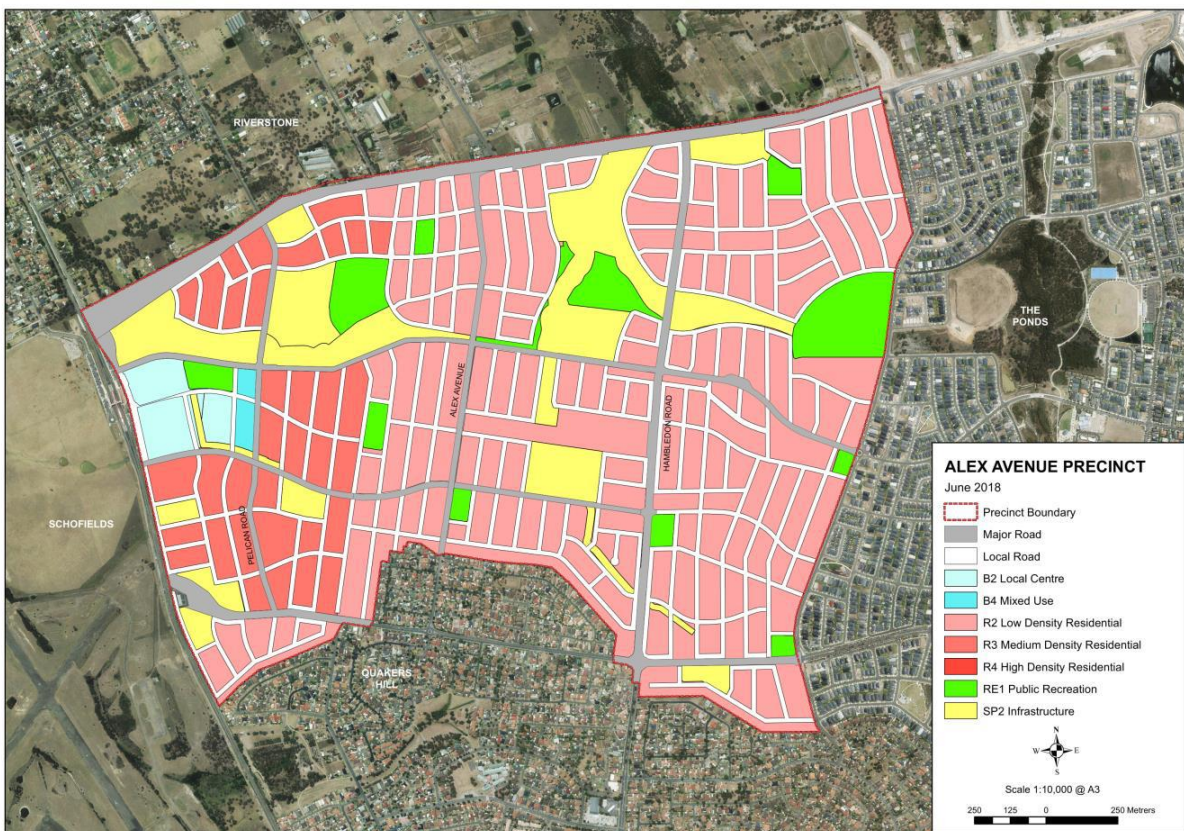 RIVERSTONE
THE
PONDS
ALEX AVENUE
HAMBLEDON ROAD
SCHOFIELDS
PELICAN ROAD
QUAKERS
HILL
ALEX AVENUE PRECINCT
June 2018
Precinct Boundary
Major Road
Local Road
B2 Local Centre
B4 Mixed Use
R2 Low Density Residential
R3 Medium Density Residential
R4 High Density Residential
RE1 Public Recreation
SP2 Infrastructure
N
W E
S
Scale 1:10,000 @ A3
250 125 0 250 Metrers